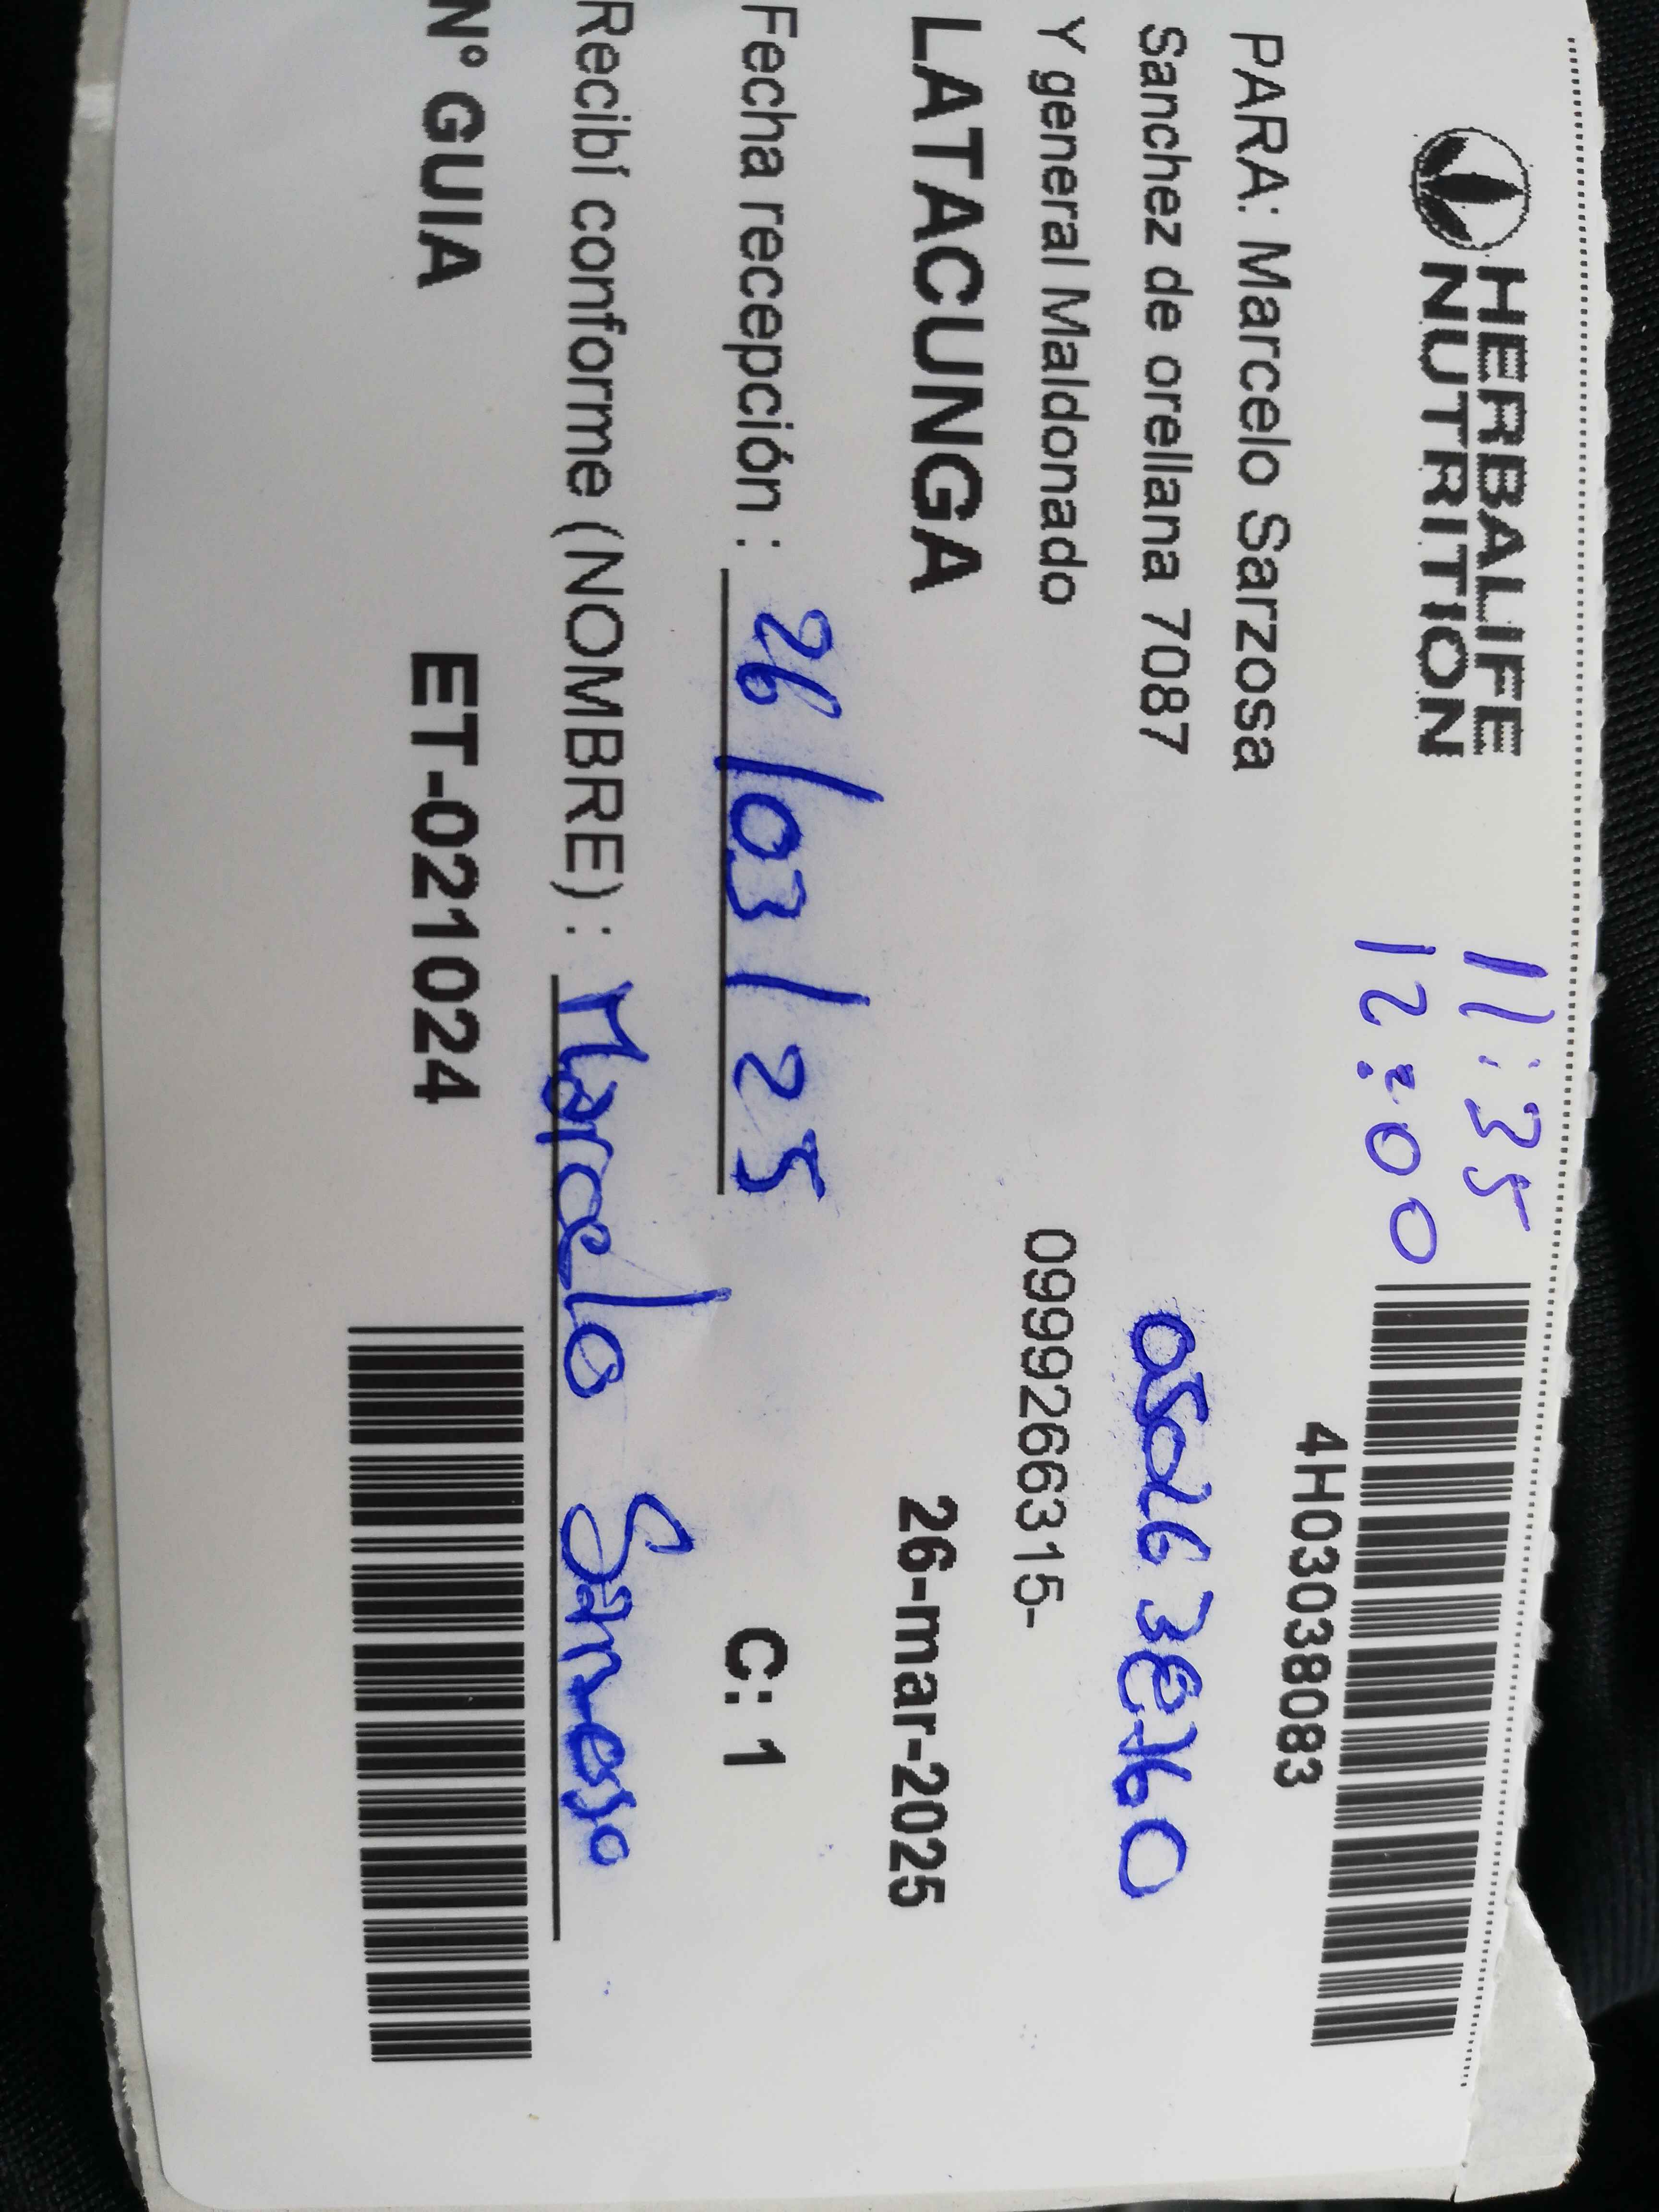 HERBALIFE
NUTRITION
11:35
12:00
4H03038083
PARA: Marcelo Sarzosa
Sanchez de orellana 7087
Y general Maldonado
0999266315-
LATACUNGA
26-mar-2025
Fecha recepción : 26/03/25
C: 1
Recibí conforme (NOMBRE) : Marcelo
N° GUIA
ET-021024